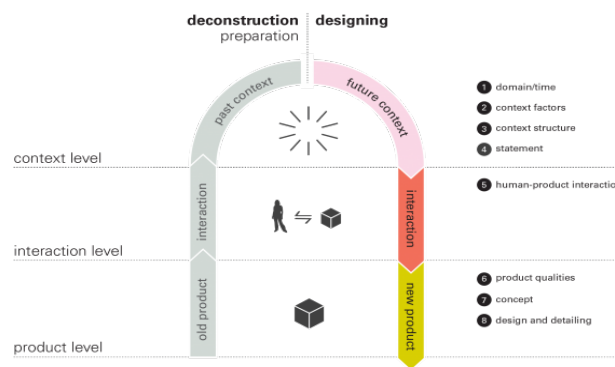 deconstruction
designing
preparation
past context
future context
1 domain/time
2 context factors
3 context structure
4 statement
context level
interaction
interaction
5 human-product interactio
interaction level
old product
new product
6 product qualities
7 concept
8 design and detailing
product level